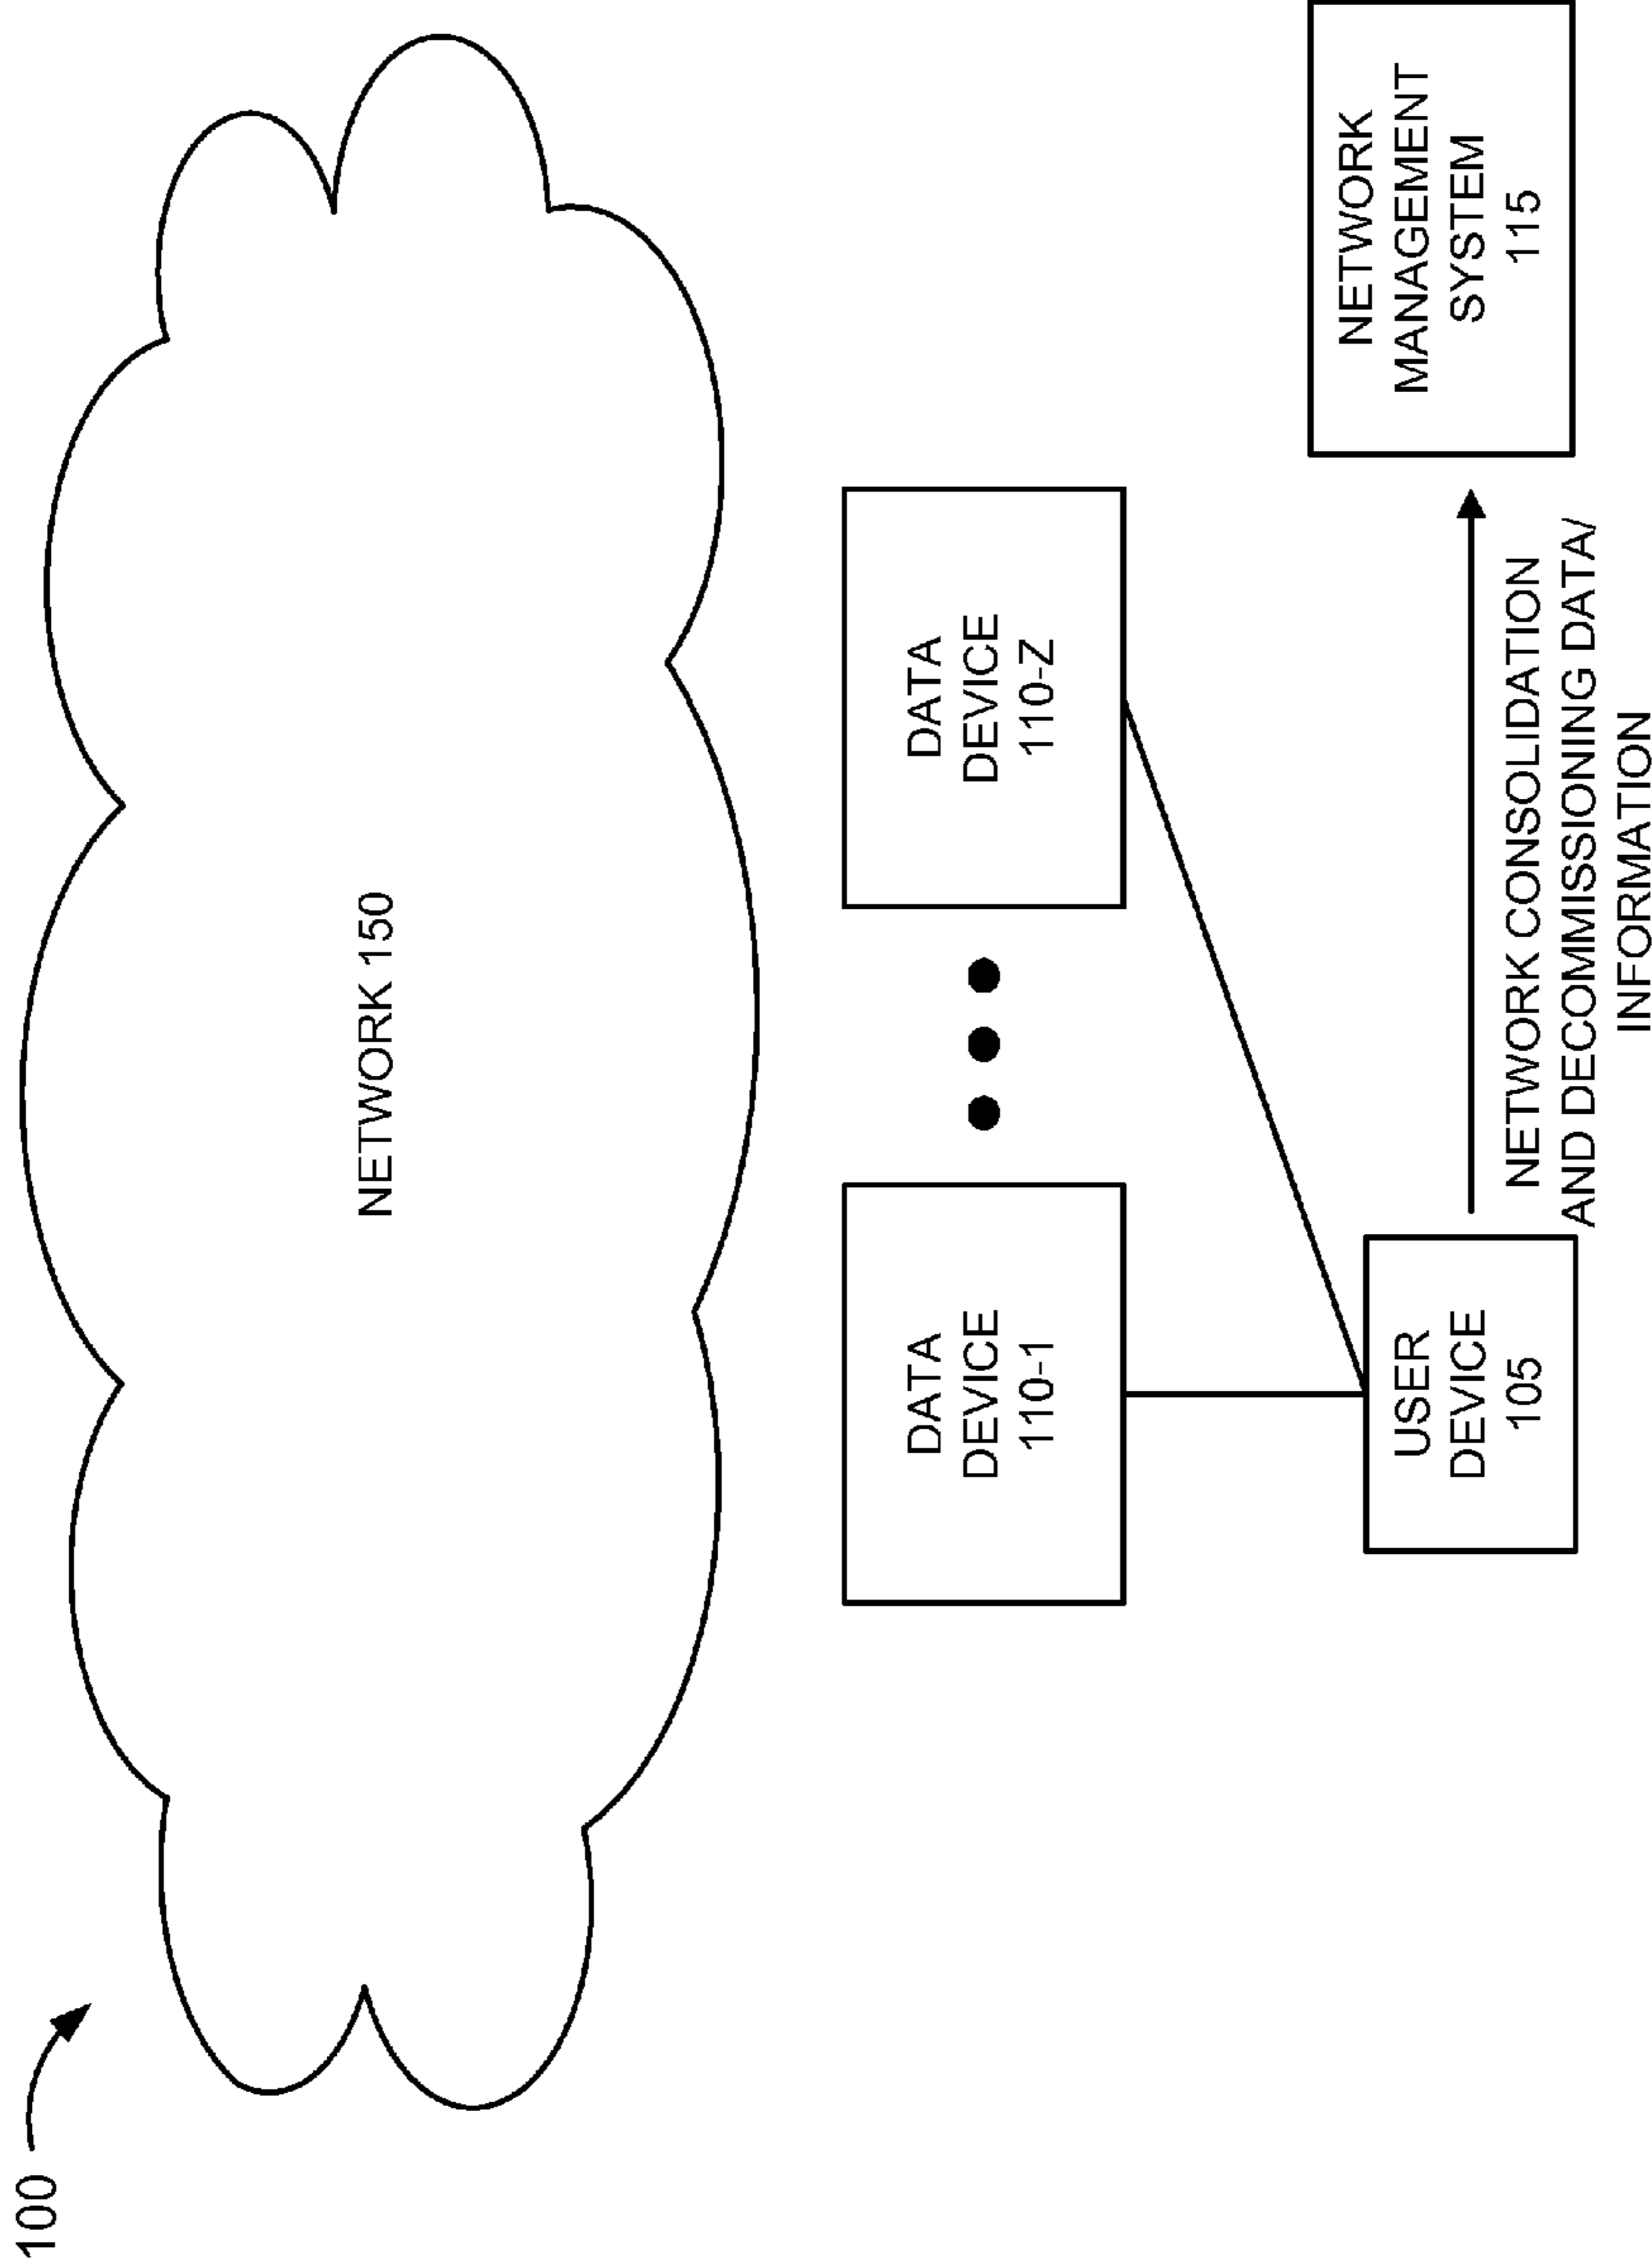 100
NETWORK 150
DATA
DEVICE
110-1
DATA
DEVICE
110-Z
USER
DEVICE
105
NETWORK CONSOLIDATION
AND DECOMMISSIONING DATA/
INFORMATION
NETWORK
MANAGEMENT
SYSTEM
115